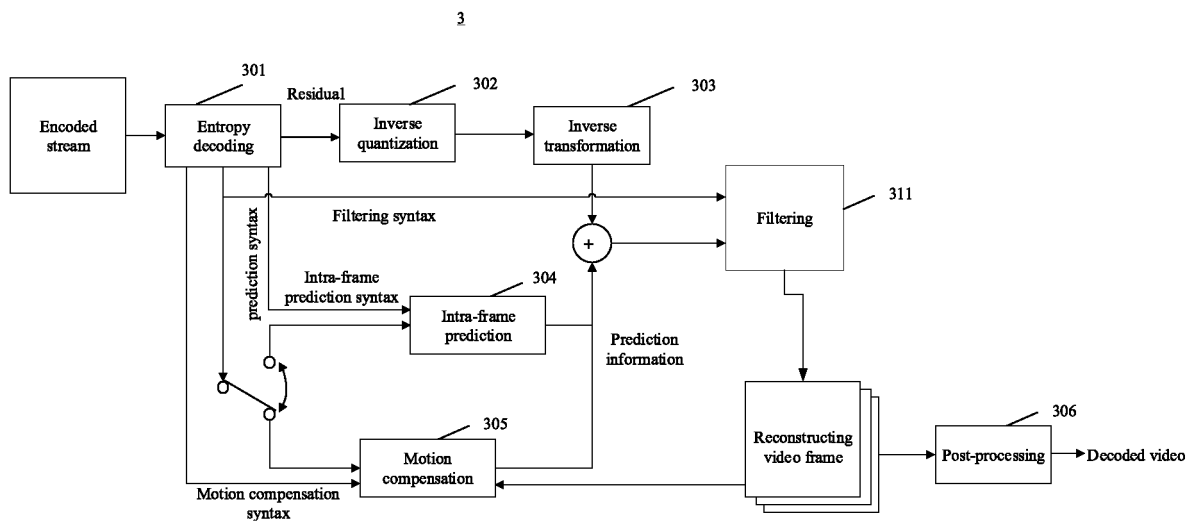 3
301
302
303
Residual
Encoded
stream
Entropy
decoding
Inverse
quantization
Inverse
transformation
311
Filtering
Filtering syntax
prediction syntax
+
304
Intra-frame
prediction syntax
Intra-frame
prediction
Prediction
information
305
Motion
compensation
Motion compensation
syntax
Reconstructing
video frame
306
Post-processing
Decoded video